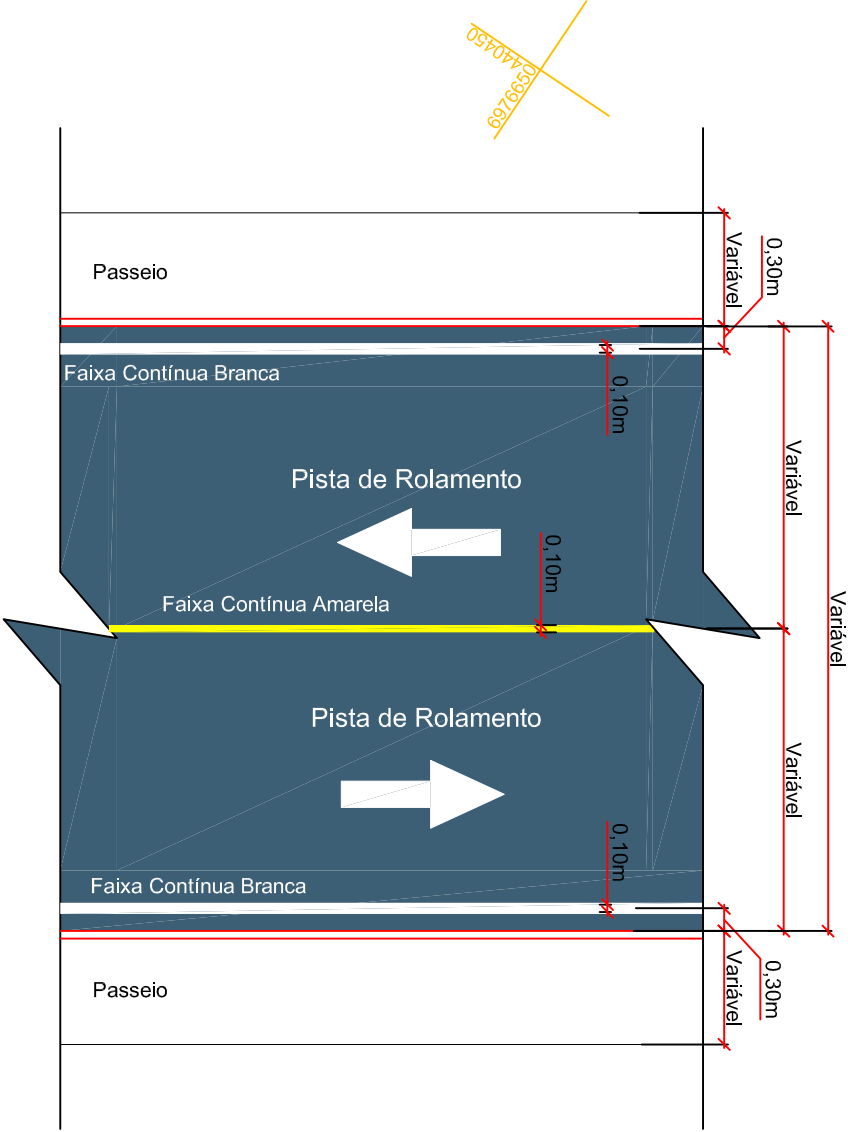 0440450
6976650
Passeio
Variável
0,30m
Faixa Contínua Branca
0,10m
Pista de Rolamento
Variável
0,10m
Faixa Contínua Amarela
Variável
Pista de Rolamento
Variável
0,10m
Faixa Contínua Branca
Passeio
Variável
0,30m